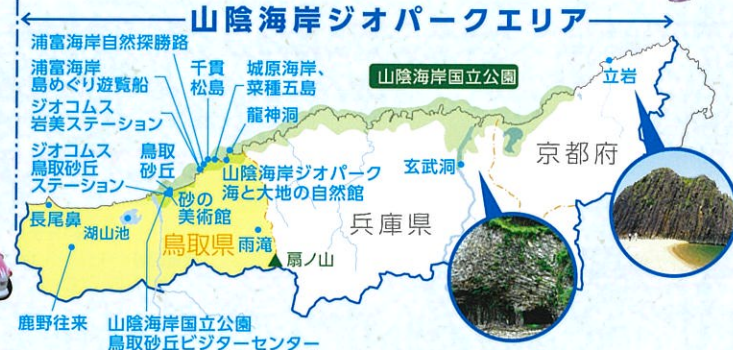 山陰海岸ジオパークエリア
浦富海岸自然探勝路
浦富海岸
島めぐり遊覧船
ジオコムス
岩美ステーション
ジオコムス
鳥取砂丘
ステーション
千貫
松島
城原海岸、
菜種五島
龍神洞
山陰海岸国立公園
立岩
鳥取
砂丘
砂の
美術館
山陰海岸ジオパーク
海と大地の自然館
玄武洞
京都府
兵庫県
長尾鼻
湖山池
鳥取県
雨滝
扇ノ山
鹿野往来
山陰海岸国立公園
鳥取砂丘ビジターセンター